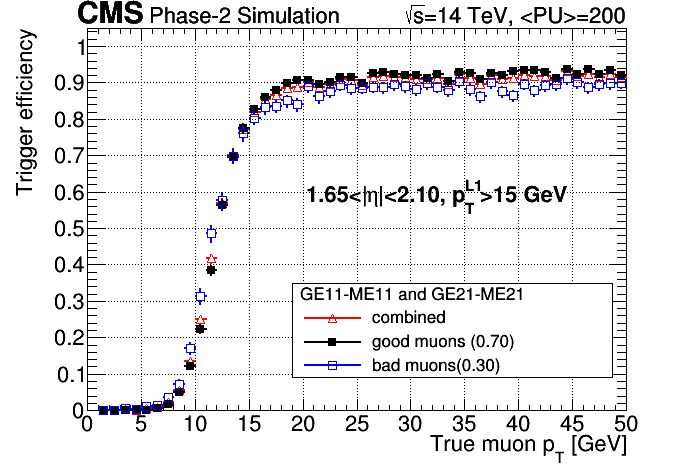 CMS Phase-2 Simulation √s=14 TeV, <PU>=200
Trigger efficiency
1
0.9
0.8
0.7
0.6
0.5
0.4
0.3
0.2
0.1
0
1.65<|η|<2.10, p_T^L1>15 GeV
GE11-ME11 and GE21-ME21
combined
good muons (0.70)
bad muons(0.30)
0 5 10 15 20 25 30 35 40 45 50
True muon p_T [GeV]